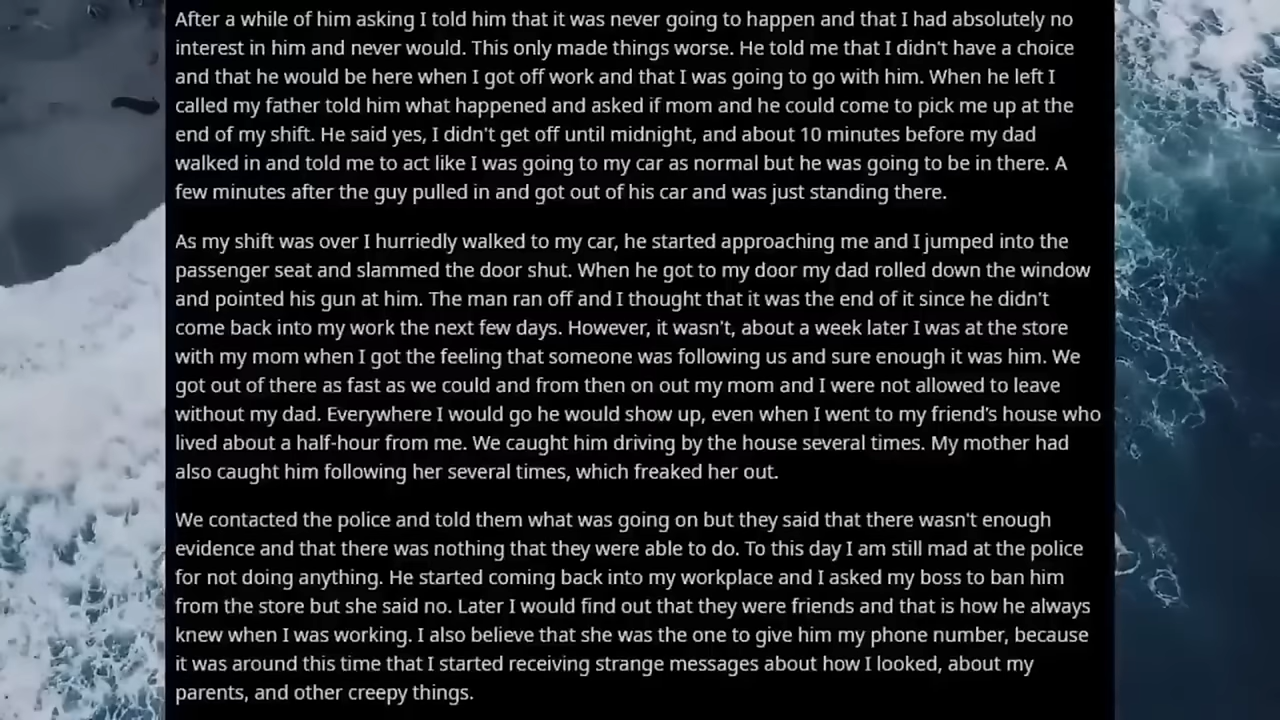 After a while of him asking I told him that it was never going to happen and that I had absolutely no
interest in him and never would. This only made things worse. He told me that I didn't have a choice
and that he would be here when I got off work and that I was going to go with him. When he left I
called my father told him what happened and asked if mom and he could come to pick me up at the
end of my shift. He said yes, I didn't get off until midnight, and about 10 minutes before my dad
walked in and told me to act like I was going to my car as normal but he was going to be in there. A
few minutes after the guy pulled in and got out of his car and was just standing there.
As my shift was over I hurriedly walked to my car, he started approaching me and I jumped into the
passenger seat and slammed the door shut. When he got to my door my dad rolled down the window
and pointed his gun at him. The man ran off and I thought that it was the end of it since he didn't
come back into my work the next few days. However, it wasn't, about a week later I was at the store
with my mom when I got the feeling that someone was following us and sure enough it was him. We
got out of there as fast as we could and from then on out my mom and I were not allowed to leave
without my dad. Everywhere I would go he would show up, even when I went to my friend's house who
lived about a half-hour from me. We caught him driving by the house several times. My mother had
also caught him following her several times, which freaked her out.
We contacted the police and told them what was going on but they said that there wasn't enough
evidence and that there was nothing that they were able to do. To this day I am still mad at the police
for not doing anything. He started coming back into my workplace and I asked my boss to ban him
from the store but she said no. Later I would find out that they were friends and that is how he always
knew when I was working. I also believe that she was the one to give him my phone number, because
it was around this time that I started receiving strange messages about how I looked, about my
parents, and other creepy things.